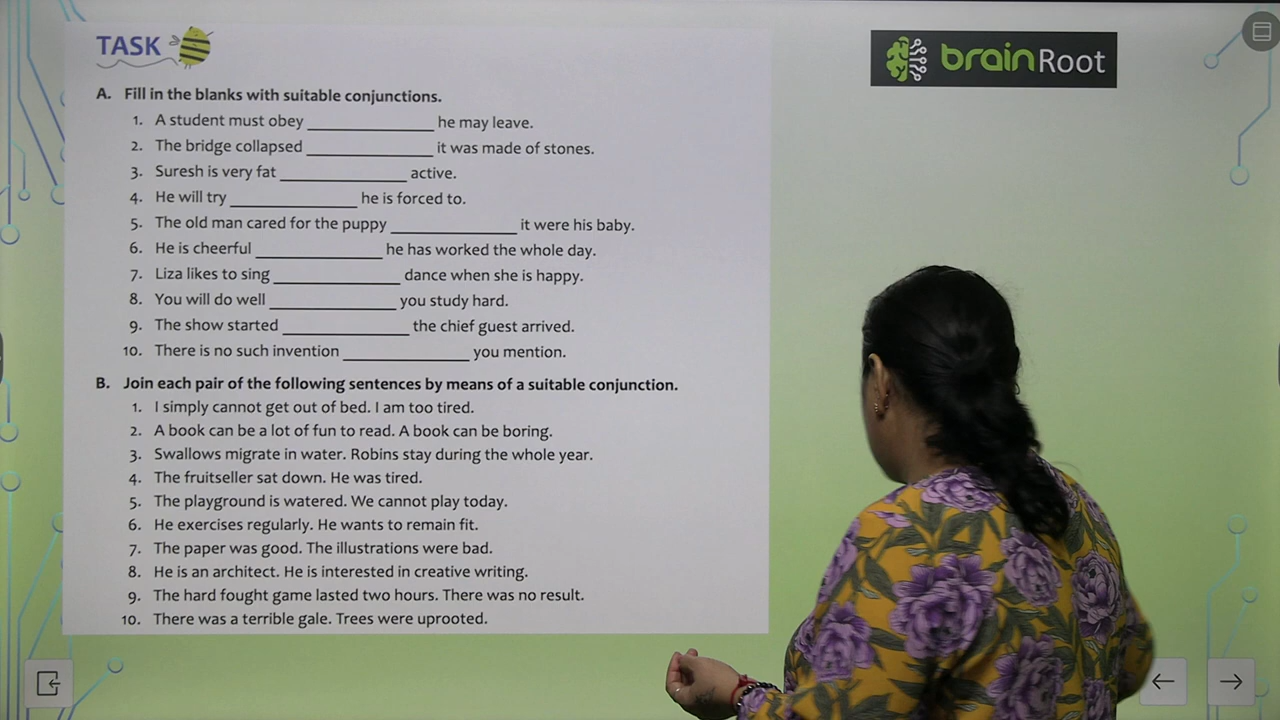 TASK
brainRoot
A. Fill in the blanks with suitable conjunctions.
1. A student must obey ______________ he may leave.
2. The bridge collapsed ______________ it was made of stones.
3. Suresh is very fat ______________ active.
4. He will try ______________ he is forced to.
5. The old man cared for the puppy ______________ it were his baby.
6. He is cheerful ______________ he has worked the whole day.
7. Liza likes to sing ______________ dance when she is happy.
8. You will do well ______________ you study hard.
9. The show started ______________ the chief guest arrived.
10. There is no such invention ______________ you mention.
B. Join each pair of the following sentences by means of a suitable conjunction.
1. I simply cannot get out of bed. I am too tired.
2. A book can be a lot of fun to read. A book can be boring.
3. Swallows migrate in water. Robins stay during the whole year.
4. The fruitseller sat down. He was tired.
5. The playground is watered. We cannot play today.
6. He exercises regularly. He wants to remain fit.
7. The paper was good. The illustrations were bad.
8. He is an architect. He is interested in creative writing.
9. The hard fought game lasted two hours. There was no result.
10. There was a terrible gale. Trees were uprooted.